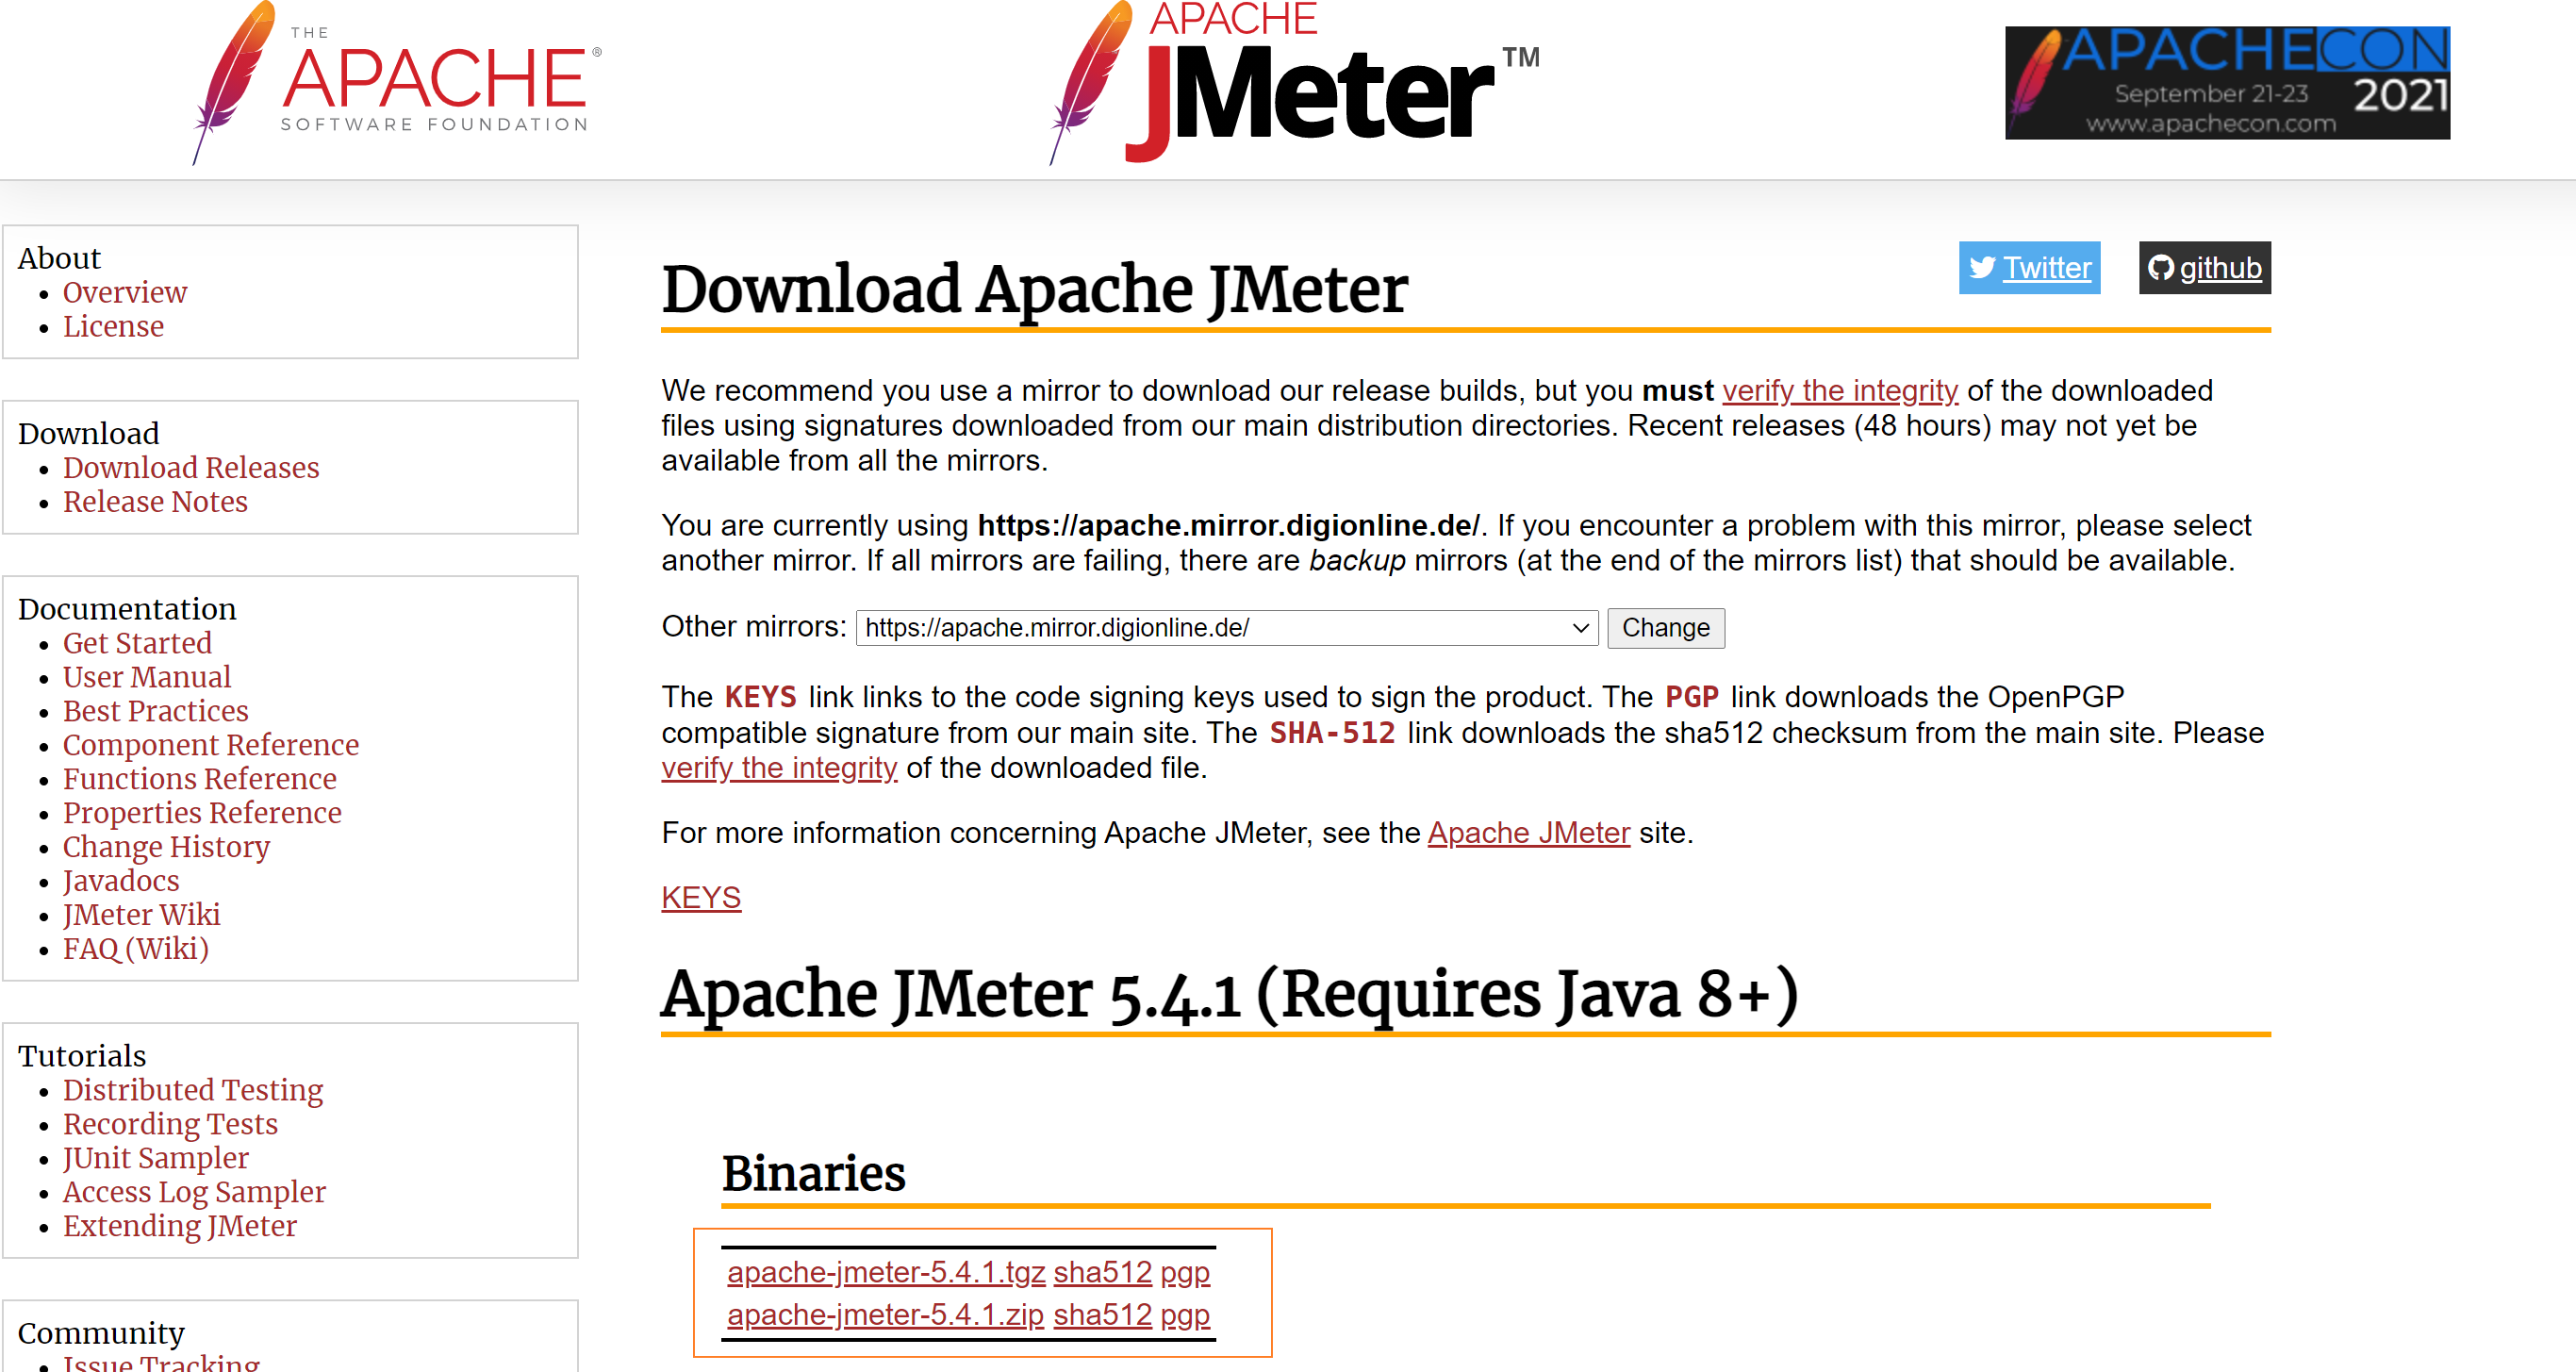 THE
APACHE®
SOFTWARE FOUNDATION
APACHE
JMeter™
APACHECON
September 21-23
2021
www.apachecon.com
About
Overview
License
Download
Download Releases
Release Notes
Documentation
Get Started
User Manual
Best Practices
Component Reference
Functions Reference
Properties Reference
Change History
Javadocs
JMeter Wiki
FAQ (Wiki)
Tutorials
Distributed Testing
Recording Tests
JUnit Sampler
Access Log Sampler
Extending JMeter
Community
Issue Tracking
Twitter
github
Download Apache JMeter
We recommend you use a mirror to download our release builds, but you must verify the integrity of the downloaded
files using signatures downloaded from our main distribution directories. Recent releases (48 hours) may not yet be
available from all the mirrors.
You are currently using https://apache.mirror.digionline.de/. If you encounter a problem with this mirror, please select
another mirror. If all mirrors are failing, there are backup mirrors (at the end of the mirrors list) that should be available.
Other mirrors: https://apache.mirror.digionline.de/ Change
The KEYS link links to the code signing keys used to sign the product. The PGP link downloads the OpenPGP
compatible signature from our main site. The SHA-512 link downloads the sha512 checksum from the main site. Please
verify the integrity of the downloaded file.
For more information concerning Apache JMeter, see the Apache JMeter site.
KEYS
Apache JMeter 5.4.1 (Requires Java 8+)
Binaries
apache-jmeter-5.4.1.tgz sha512 pgp
apache-jmeter-5.4.1.zip sha512 pgp